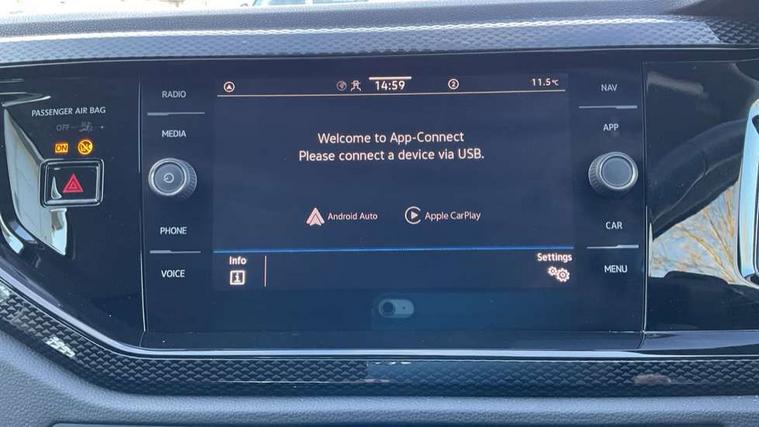 RADIO
MEDIA
PHONE
VOICE
PASSENGER AIR BAG
OFF
ON
14:59
2
11.5°C
Welcome to App-Connect
Please connect a device via USB.
Android Auto
Apple CarPlay
Info
Settings
NAV
APP
CAR
MENU